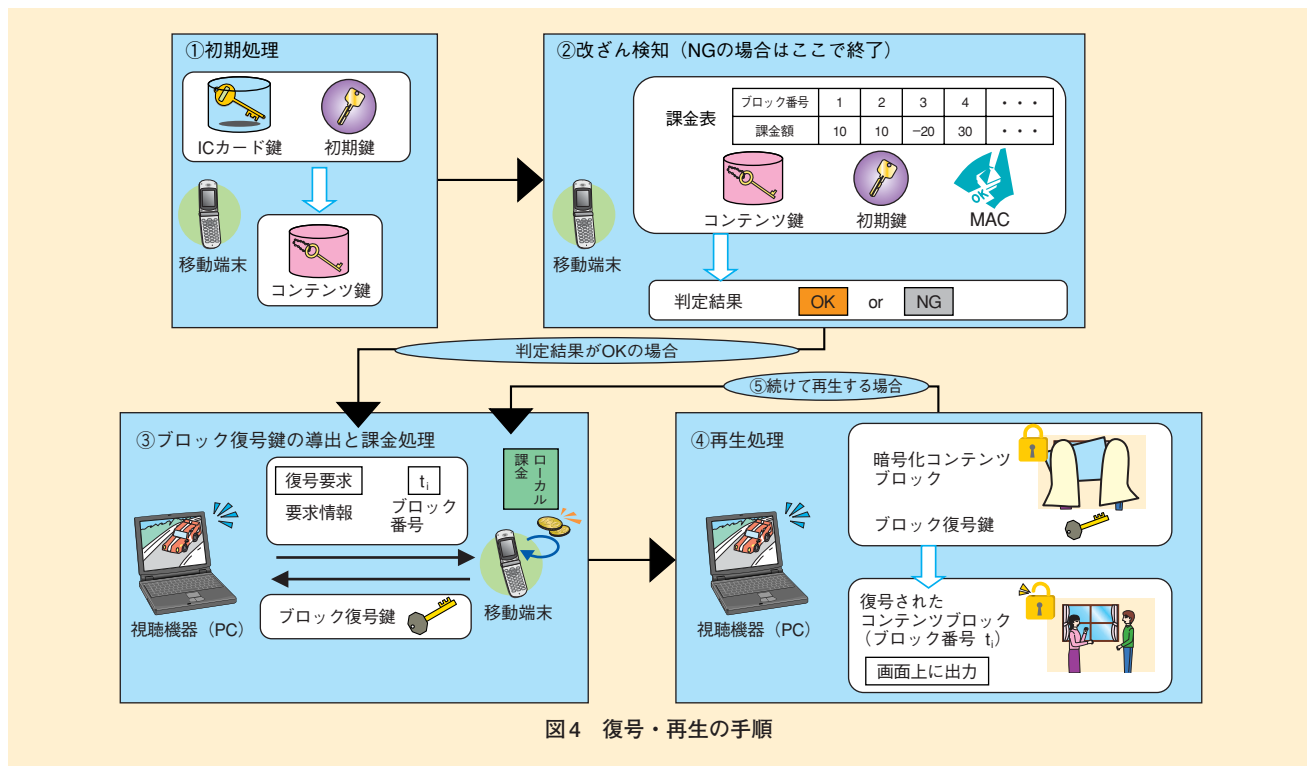 ①初期処理
ICカード鍵
初期鍵
移動端末
コンテンツ鍵
②改ざん検知（NGの場合はここで終了）
課金表
ブロック番号 1 2 3 4 ・・・
課金額 10 10 −20 30 ・・・
コンテンツ鍵
初期鍵
OK
MAC
移動端末
判定結果 OK or NG
判定結果がOKの場合
⑤続けて再生する場合
③ブロック復号鍵の導出と課金処理
復号要求
要求情報
ti
ブロック
番号
ローカル
課金
視聴機器（PC）
ブロック復号鍵
移動端末
④再生処理
暗号化コンテンツ
ブロック
ブロック復号鍵
視聴機器（PC）
復号された
コンテンツブロック
（ブロック番号 ti）
画面上に出力
図4 復号・再生の手順